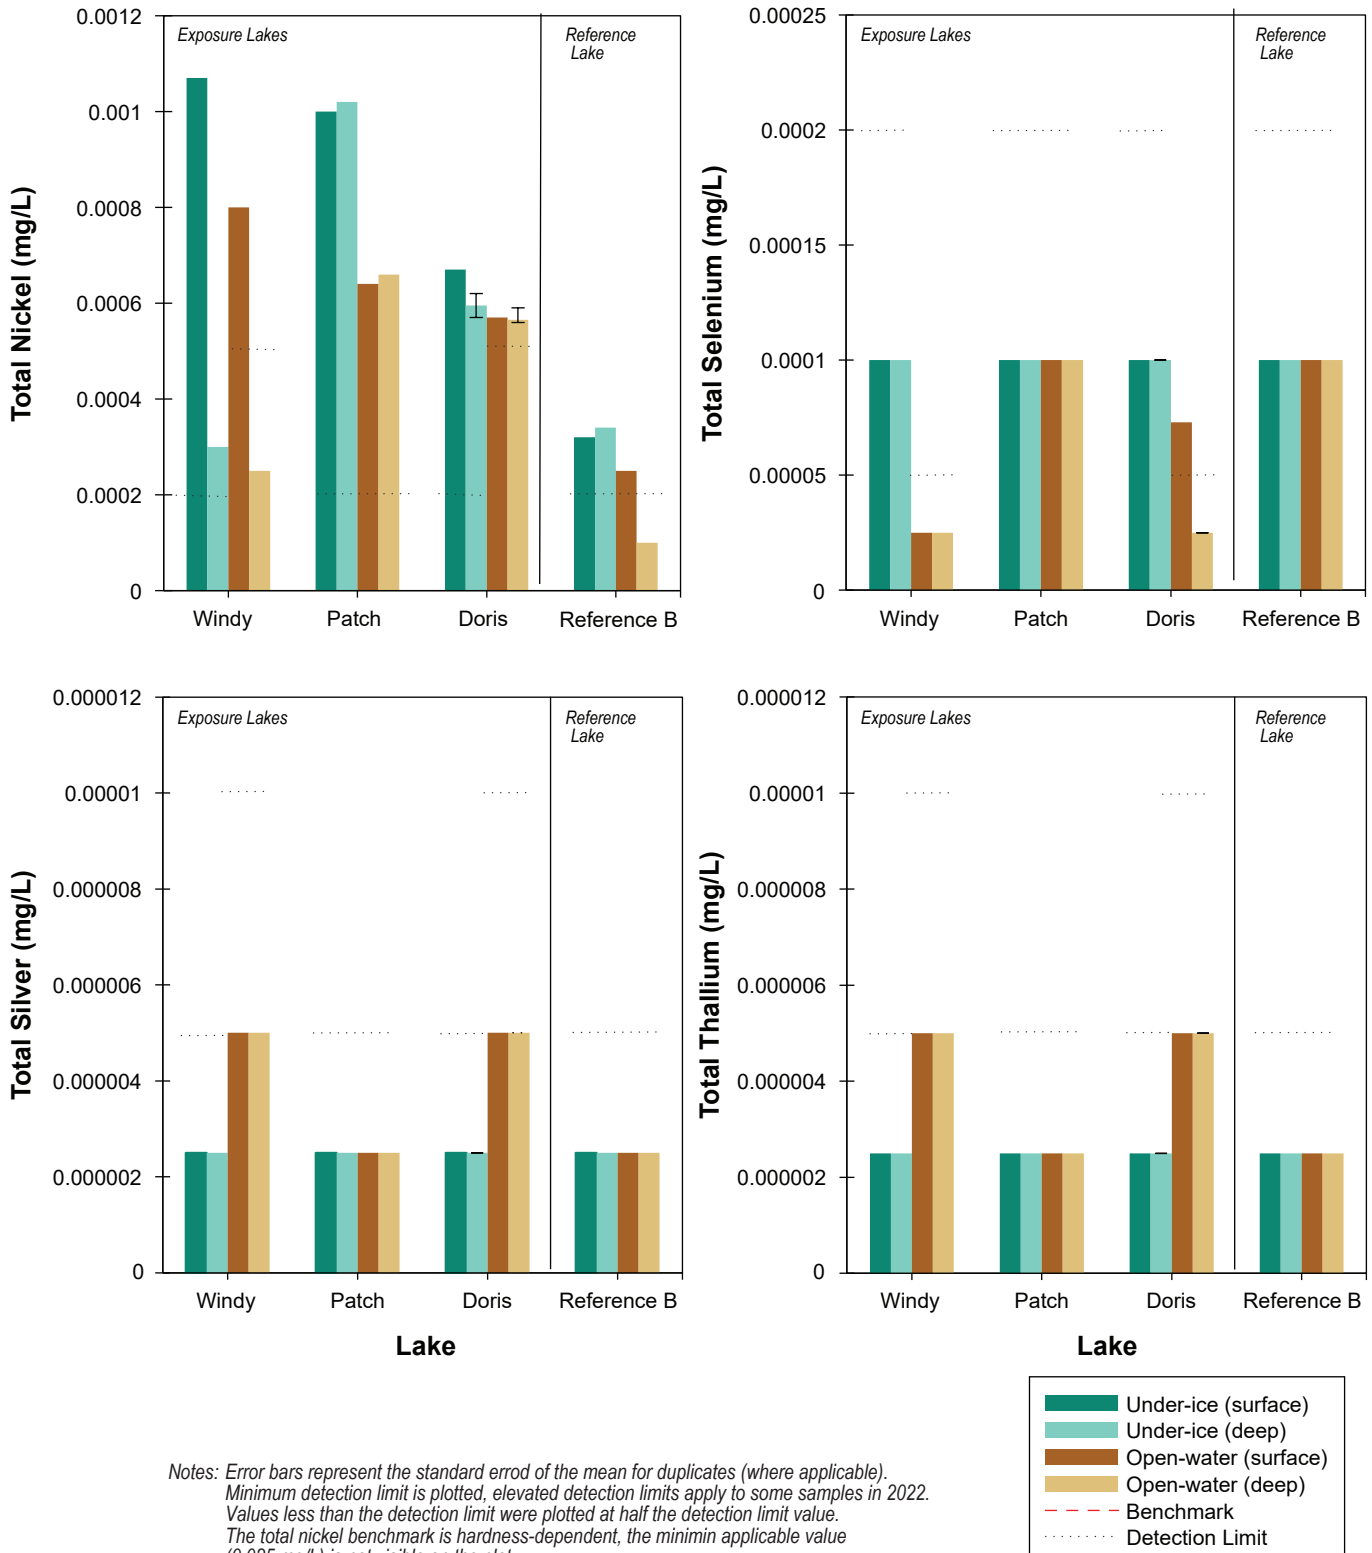 Total Nickel (mg/L)
0.0012
0.001
0.0008
0.0006
0.0004
0.0002
0
Exposure Lakes
Reference
Lake
Windy
Patch
Doris
Reference B
Total Selenium (mg/L)
0.00025
0.0002
0.00015
0.0001
0.00005
0
Exposure Lakes
Reference
Lake
Windy
Patch
Doris
Reference B
Total Silver (mg/L)
0.000012
0.00001
0.000008
0.000006
0.000004
0.000002
0
Exposure Lakes
Reference
Lake
Windy
Patch
Doris
Reference B
Lake
Total Thallium (mg/L)
0.000012
0.00001
0.000008
0.000006
0.000004
0.000002
0
Exposure Lakes
Reference
Lake
Windy
Patch
Doris
Reference B
Lake
Under-ice (surface)
Under-ice (deep)
Open-water (surface)
Open-water (deep)
Benchmark
Detection Limit
Notes: Error bars represent the standard errod of the mean for duplicates (where applicable).
Minimum detection limit is plotted, elevated detection limits apply to some samples in 2022.
Values less than the detection limit were plotted at half the detection limit value.
The total nickel benchmark is hardness-dependent, the minimin applicable value